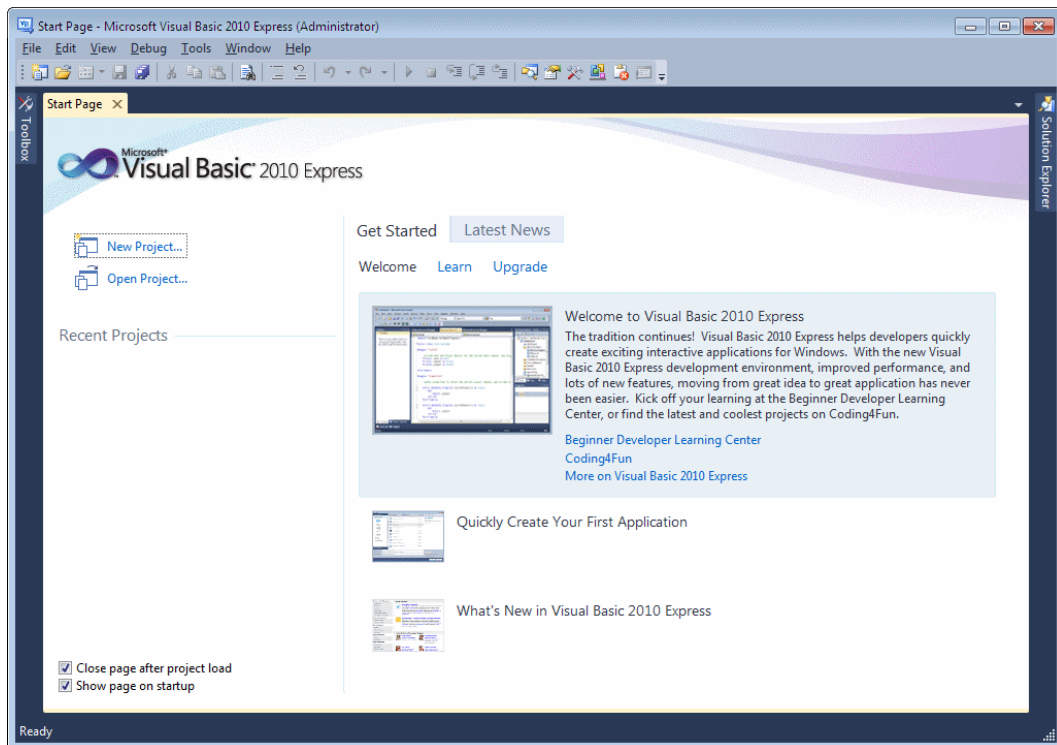 Start Page - Microsoft Visual Basic 2010 Express (Administrator)
File Edit View Debug Tools Window Help
Toolbox
Start Page
Solution Explorer
Microsoft®
Visual Basic® 2010 Express
New Project...
Open Project...
Recent Projects
Close page after project load
Show page on startup
Get Started Latest News
Welcome Learn Upgrade
Welcome to Visual Basic 2010 Express
The tradition continues! Visual Basic 2010 Express helps developers quickly
create exciting interactive applications for Windows. With the new Visual
Basic 2010 Express development environment, improved performance, and
lots of new features, moving from great idea to great application has never
been easier. Kick off your learning at the Beginner Developer Learning
Center, or find the latest and coolest projects on Coding4Fun.
Beginner Developer Learning Center
Coding4Fun
More on Visual Basic 2010 Express
Quickly Create Your First Application
What's New in Visual Basic 2010 Express
Ready